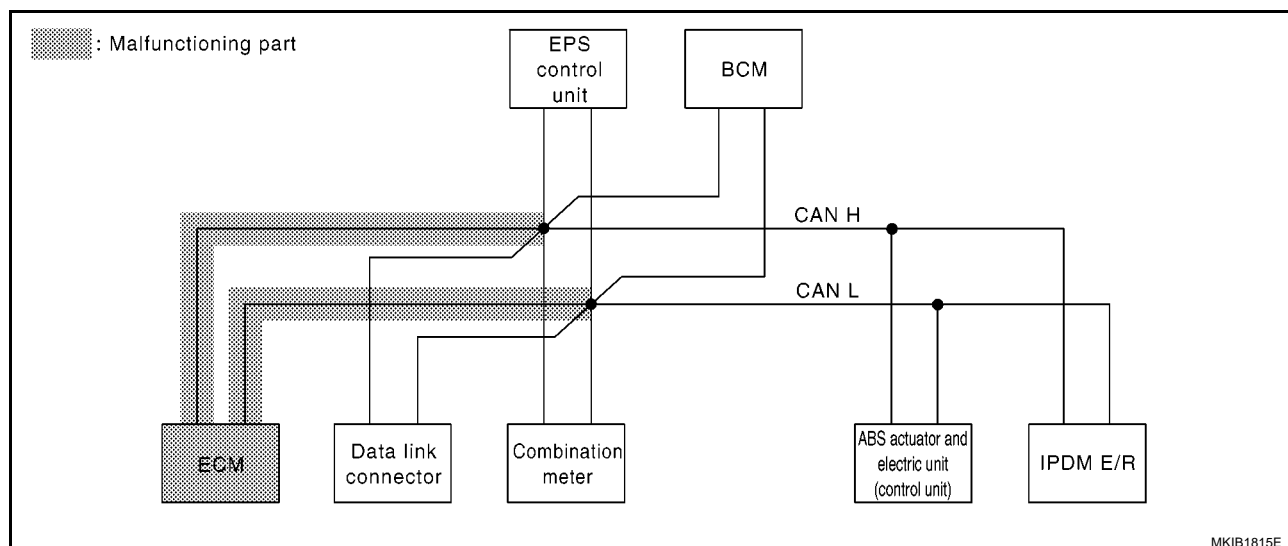 : Malfunctioning part
EPS
control
unit
BCM
CAN H
CAN L
ECM
Data link
connector
Combination
meter
ABS actuator and
electric unit
(control unit)
IPDM E/R
MKIB1815E